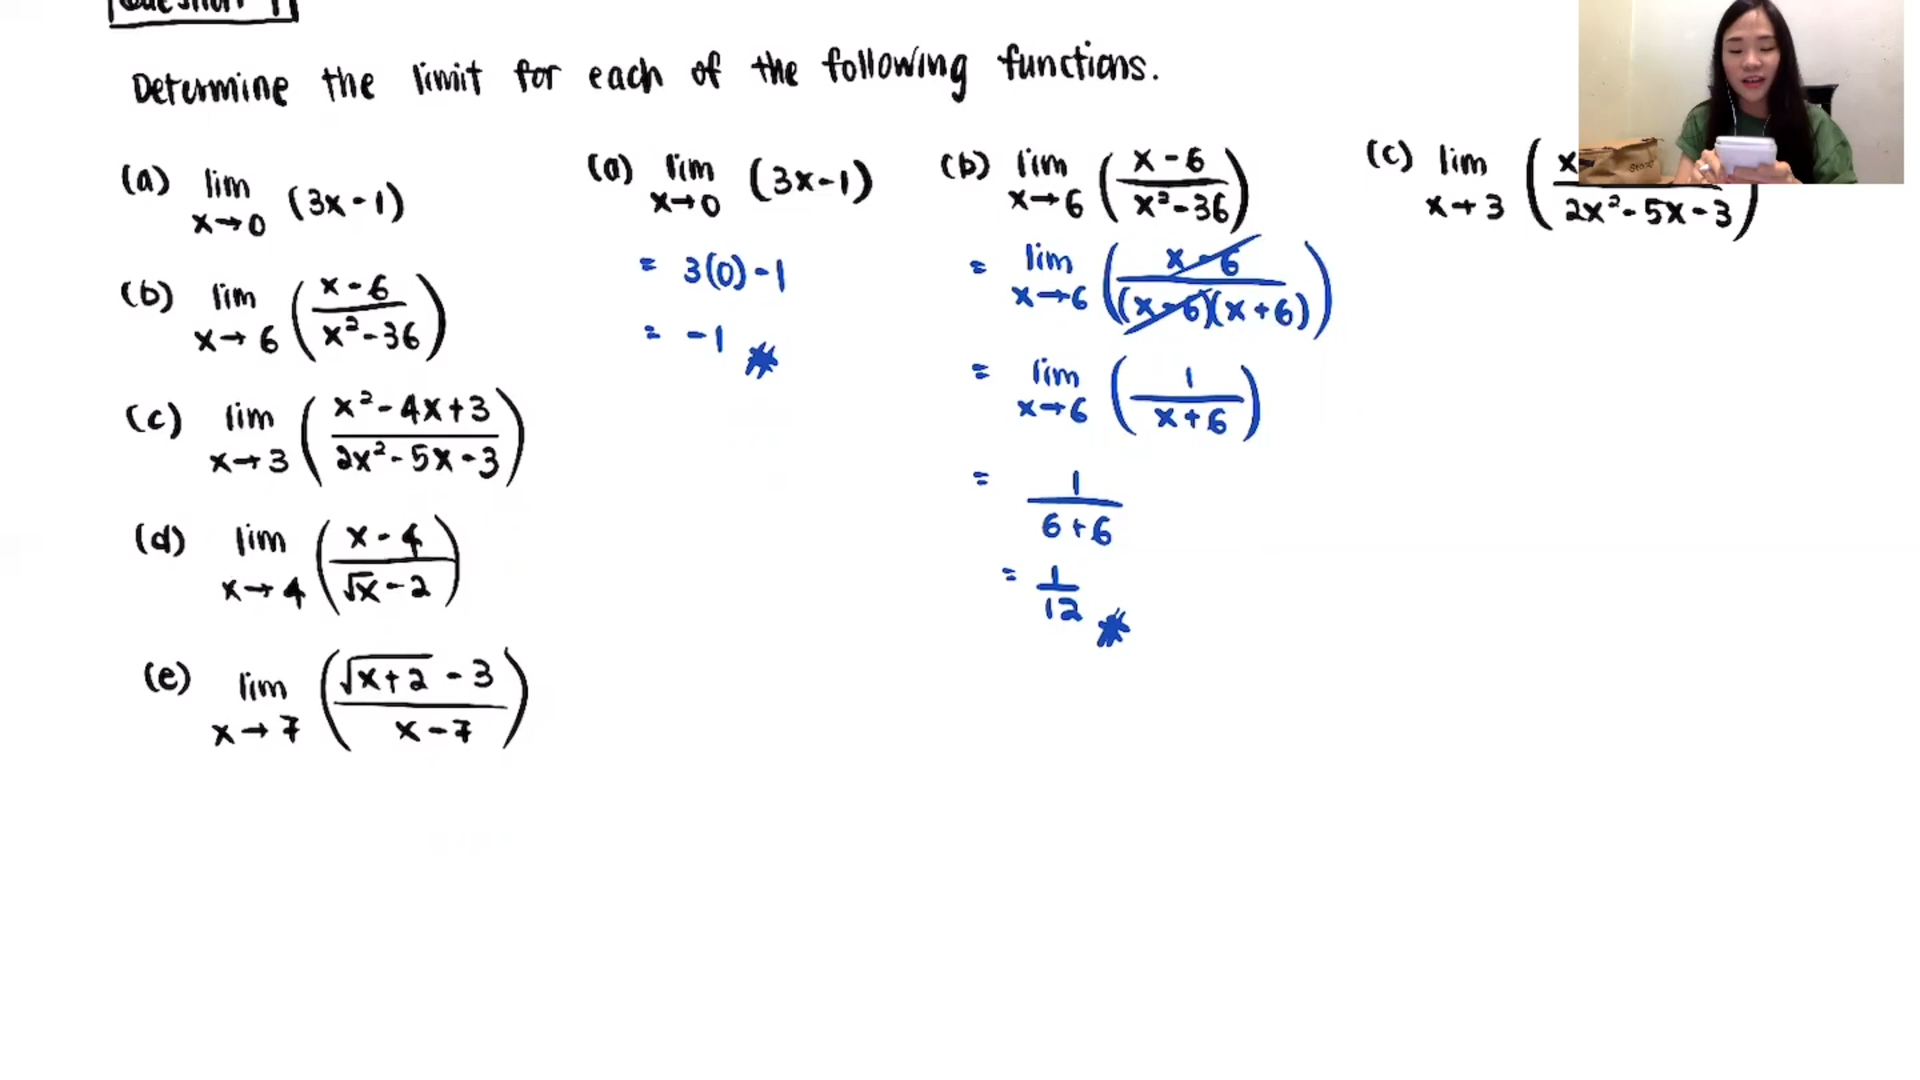 Question 1
Determine the limit for each of the following functions.
(a) lim x→0 (3x-1)
(b) lim x→6 ((x-6)/(x²-36))
(c) lim x→3 ((x²-4x+3)/(2x²-5x-3))
(d) lim x→4 ((x-4)/(√x-2))
(e) lim x→7 ((√(x+2) - 3)/(x-7))
(a) lim x→0 (3x-1)
= 3(0)-1
= -1
(b) lim x→6 ((x-6)/(x²-36))
= lim x→6 ((x-6)/((x-6)(x+6)))
= lim x→6 (1/(x+6))
= 1/(6+6)
= 1/12
(c) lim x→3 (x /(2x²-5x-3))